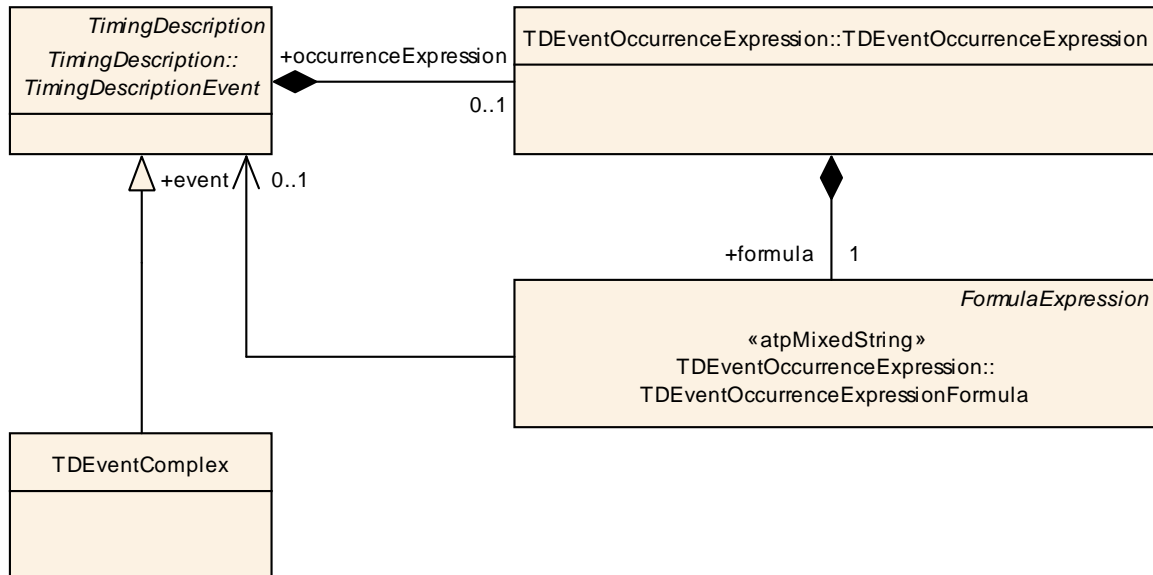 TimingDescription
TimingDescription::
TimingDescriptionEvent
+occurrenceExpression
0..1
TDEventOccurrenceExpression::TDEventOccurrenceExpression
+event
0..1
+formula
1
FormulaExpression
«atpMixedString»
TDEventOccurrenceExpression::
TDEventOccurrenceExpressionFormula
TDEventComplex